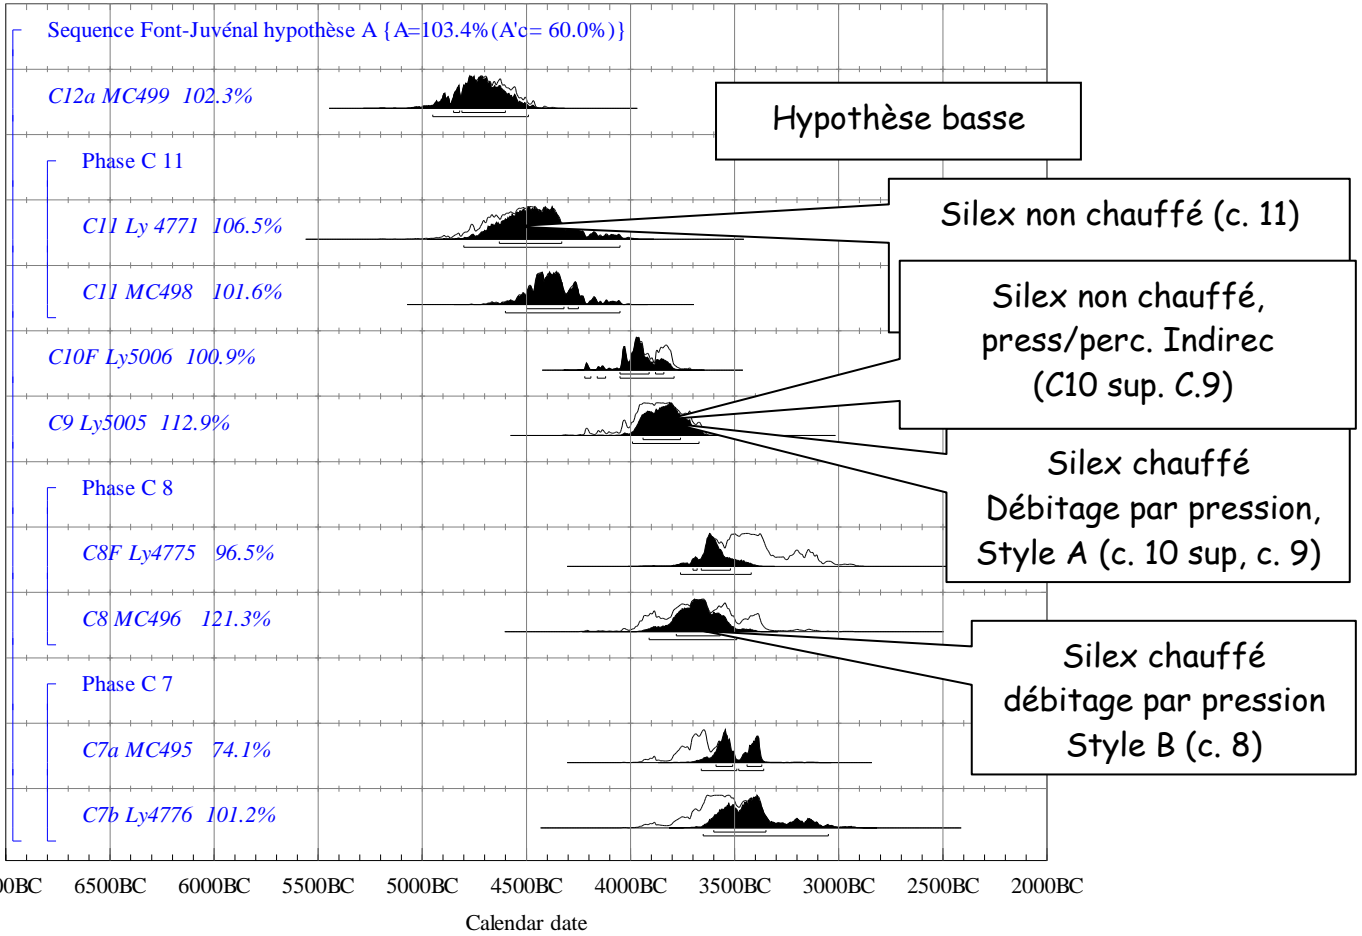 Sequence Font-Juvénal hypothèse A {A=103.4%(A'c= 60.0%)}
C12a MC499 102.3%
Hypothèse basse
Phase C 11
C11 Ly 4771 106.5%
Silex non chauffé (c. 11)
C11 MC498 101.6%
Silex non chauffé,
press/perc. Indirec
(C10 sup. C.9)
C10F Ly5006 100.9%
C9 Ly5005 112.9%
Silex chauffé
Débitage par pression,
Style A (c. 10 sup, c. 9)
Phase C 8
C8F Ly4775 96.5%
C8 MC496 121.3%
Silex chauffé
débitage par pression
Style B (c. 8)
Phase C 7
C7a MC495 74.1%
C7b Ly4776 101.2%
6500BC 6000BC 5500BC 5000BC 4500BC 4000BC 3500BC 3000BC 2500BC 2000BC
Calendar date